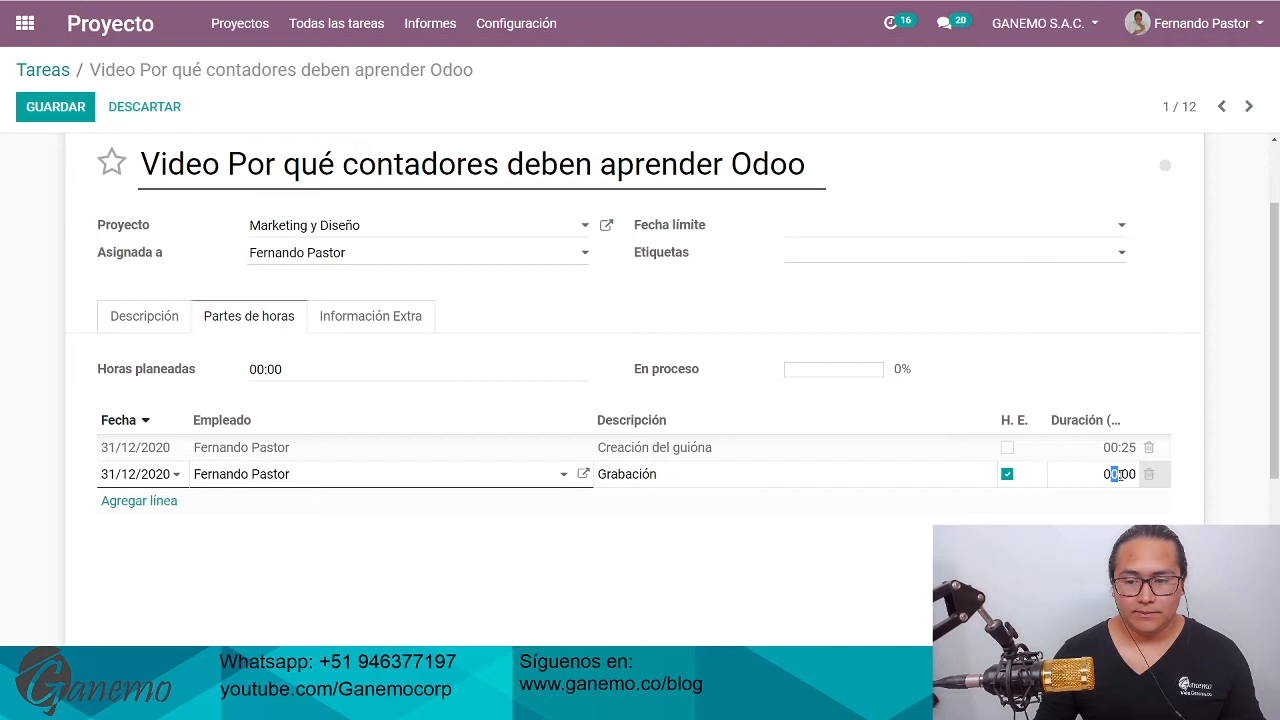 Proyecto Proyectos Todas las tareas Informes Configuración 16 20 GANEMO S.A.C. Fernando Pastor
Tareas / Video Por qué contadores deben aprender Odoo
GUARDAR DESCARTAR 1 / 12
Video Por qué contadores deben aprender Odoo
Proyecto Marketing y Diseño Fecha límite
Asignada a Fernando Pastor Etiquetas
Descripción Partes de horas Información Extra
Horas planeadas 00:00 En proceso 0%
Fecha Empleado Descripción H. E. Duración (...
31/12/2020 Fernando Pastor Creación del guióna 00:25
31/12/2020 Fernando Pastor Grabación 00:00
Agregar línea
Ganemo
Whatsapp: +51 946377197
youtube.com/Ganemocorp
Síguenos en:
www.ganemo.co/blog
Ganemo